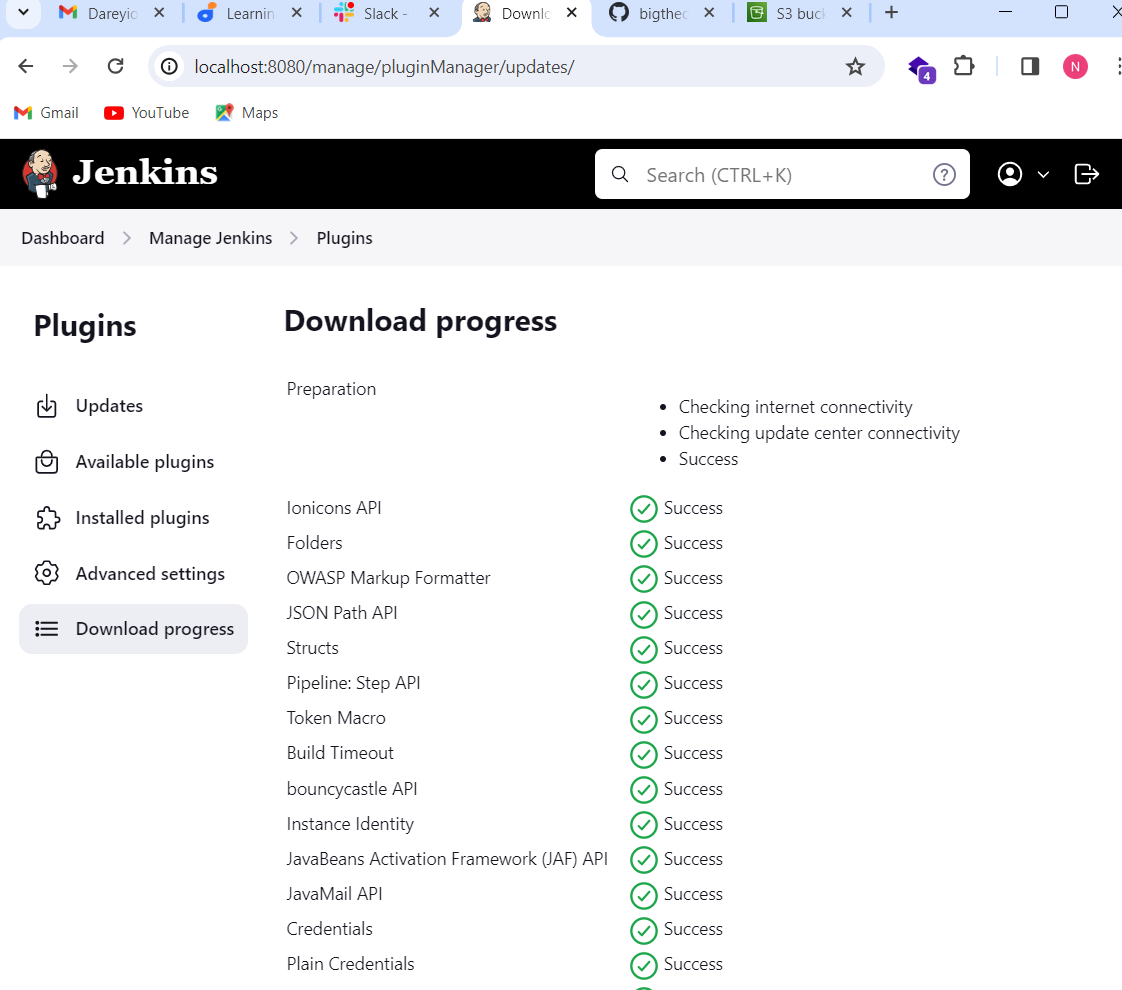 Dareyio
Learnin
Slack -
Downlo
bigthec
S3 buck
localhost:8080/manage/pluginManager/updates/
4
N
Gmail
YouTube
Maps
Jenkins
Search (CTRL+K)
?
Dashboard
Manage Jenkins
Plugins
Plugins
Updates
Available plugins
Installed plugins
Advanced settings
Download progress
Download progress
Preparation
Checking internet connectivity
Checking update center connectivity
Success
Ionicons API Success
Folders Success
OWASP Markup Formatter Success
JSON Path API Success
Structs Success
Pipeline: Step API Success
Token Macro Success
Build Timeout Success
bouncycastle API Success
Instance Identity Success
JavaBeans Activation Framework (JAF) API Success
JavaMail API Success
Credentials Success
Plain Credentials Success